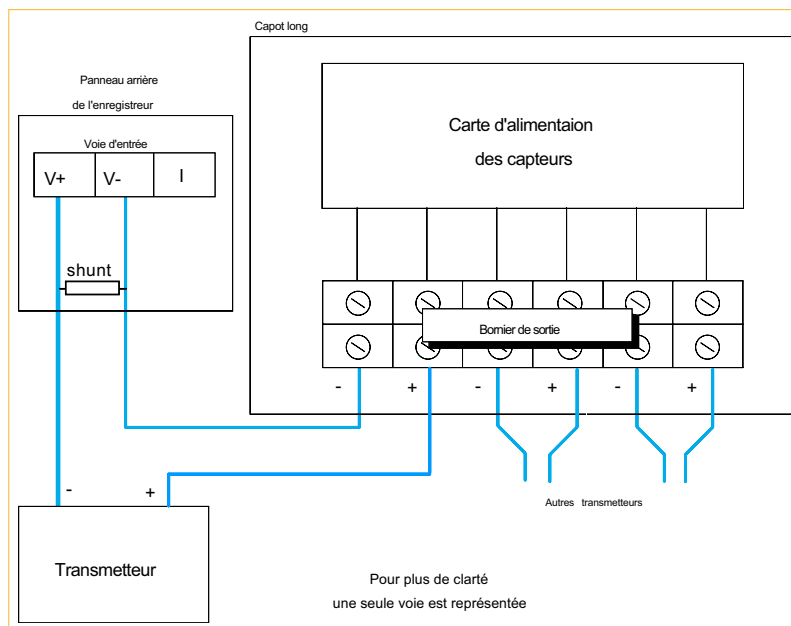 Capot long
Panneau arrière
de l'enregistreur
Voie d'entrée
V+ V- I
shunt
Carte d'alimentaion
des capteurs
Bornier de sortie
- + - + - +
Autres transmetteurs
- +
Transmetteur
Pour plus de clarté
une seule voie est représentée